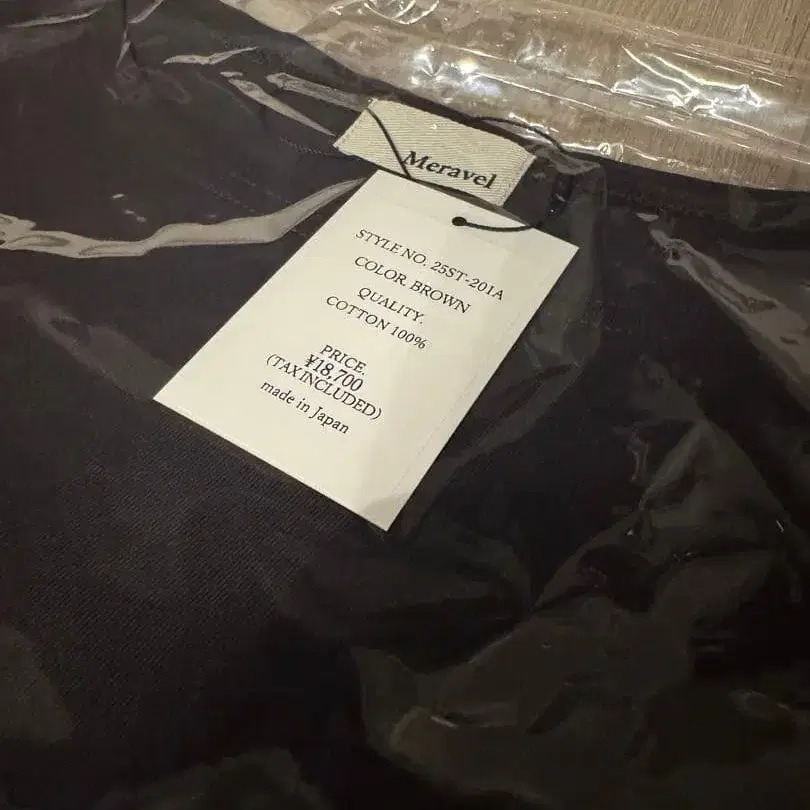 Meravel
STYLE NO. 25ST-201A
COLOR. BROWN
QUALITY.
COTTON 100%
PRICE.
¥18,700
(TAX INCLUDED)
made in Japan